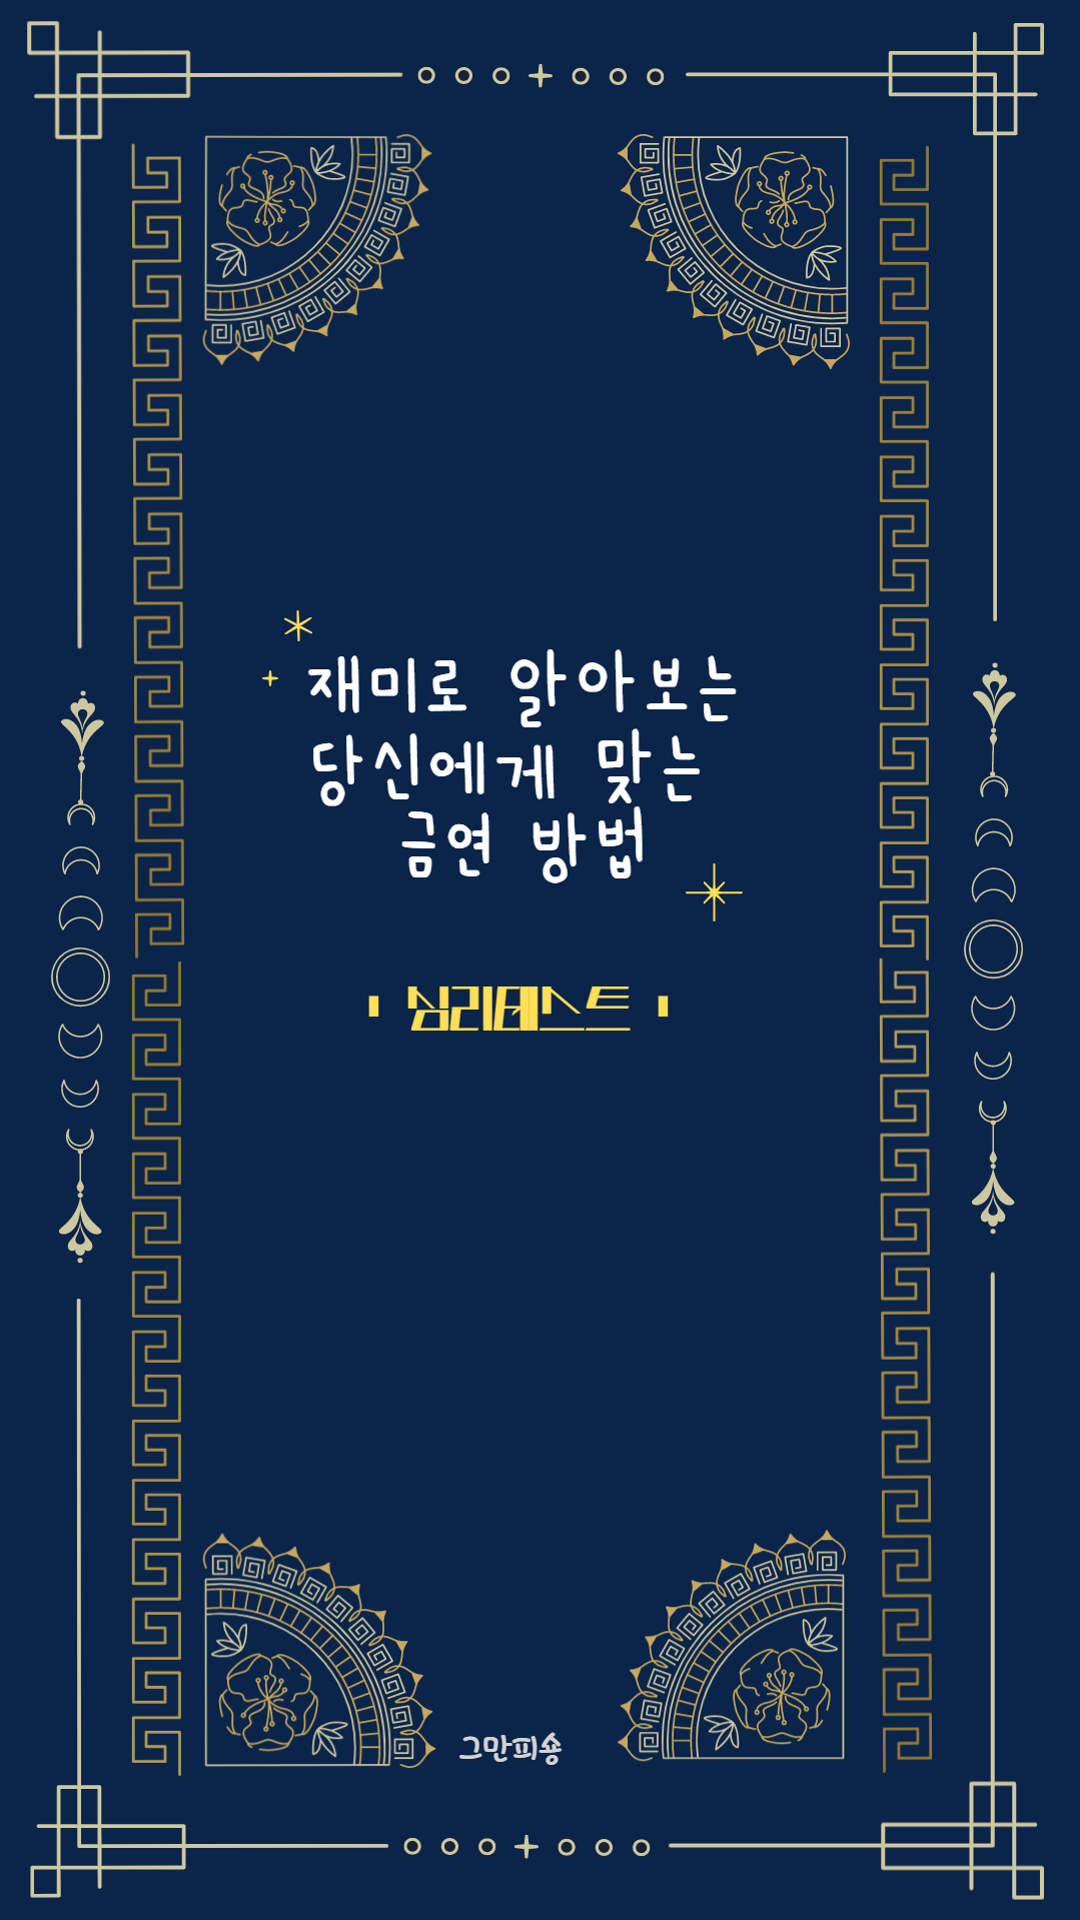 재미로 알아보는
당신에게 맞는
금연 방법
심리테스트
그만피숑